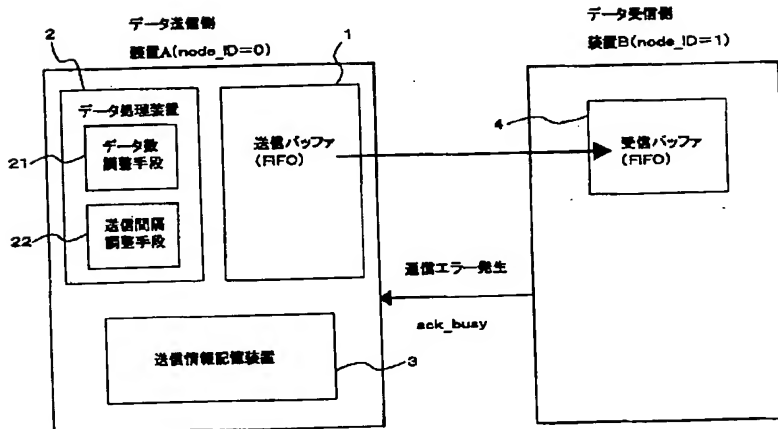 データ送信側
装置A(node_ID=0)
2
1
データ処理装置
21
データ数
調整手段
22
送信間隔
調整手段
送信バッファ
(FIFO)
送信情報記憶装置
3
通信エラー発生
ack_busy
データ受信側
装置B(node_ID=1)
4
受信バッファ
(FIFO)